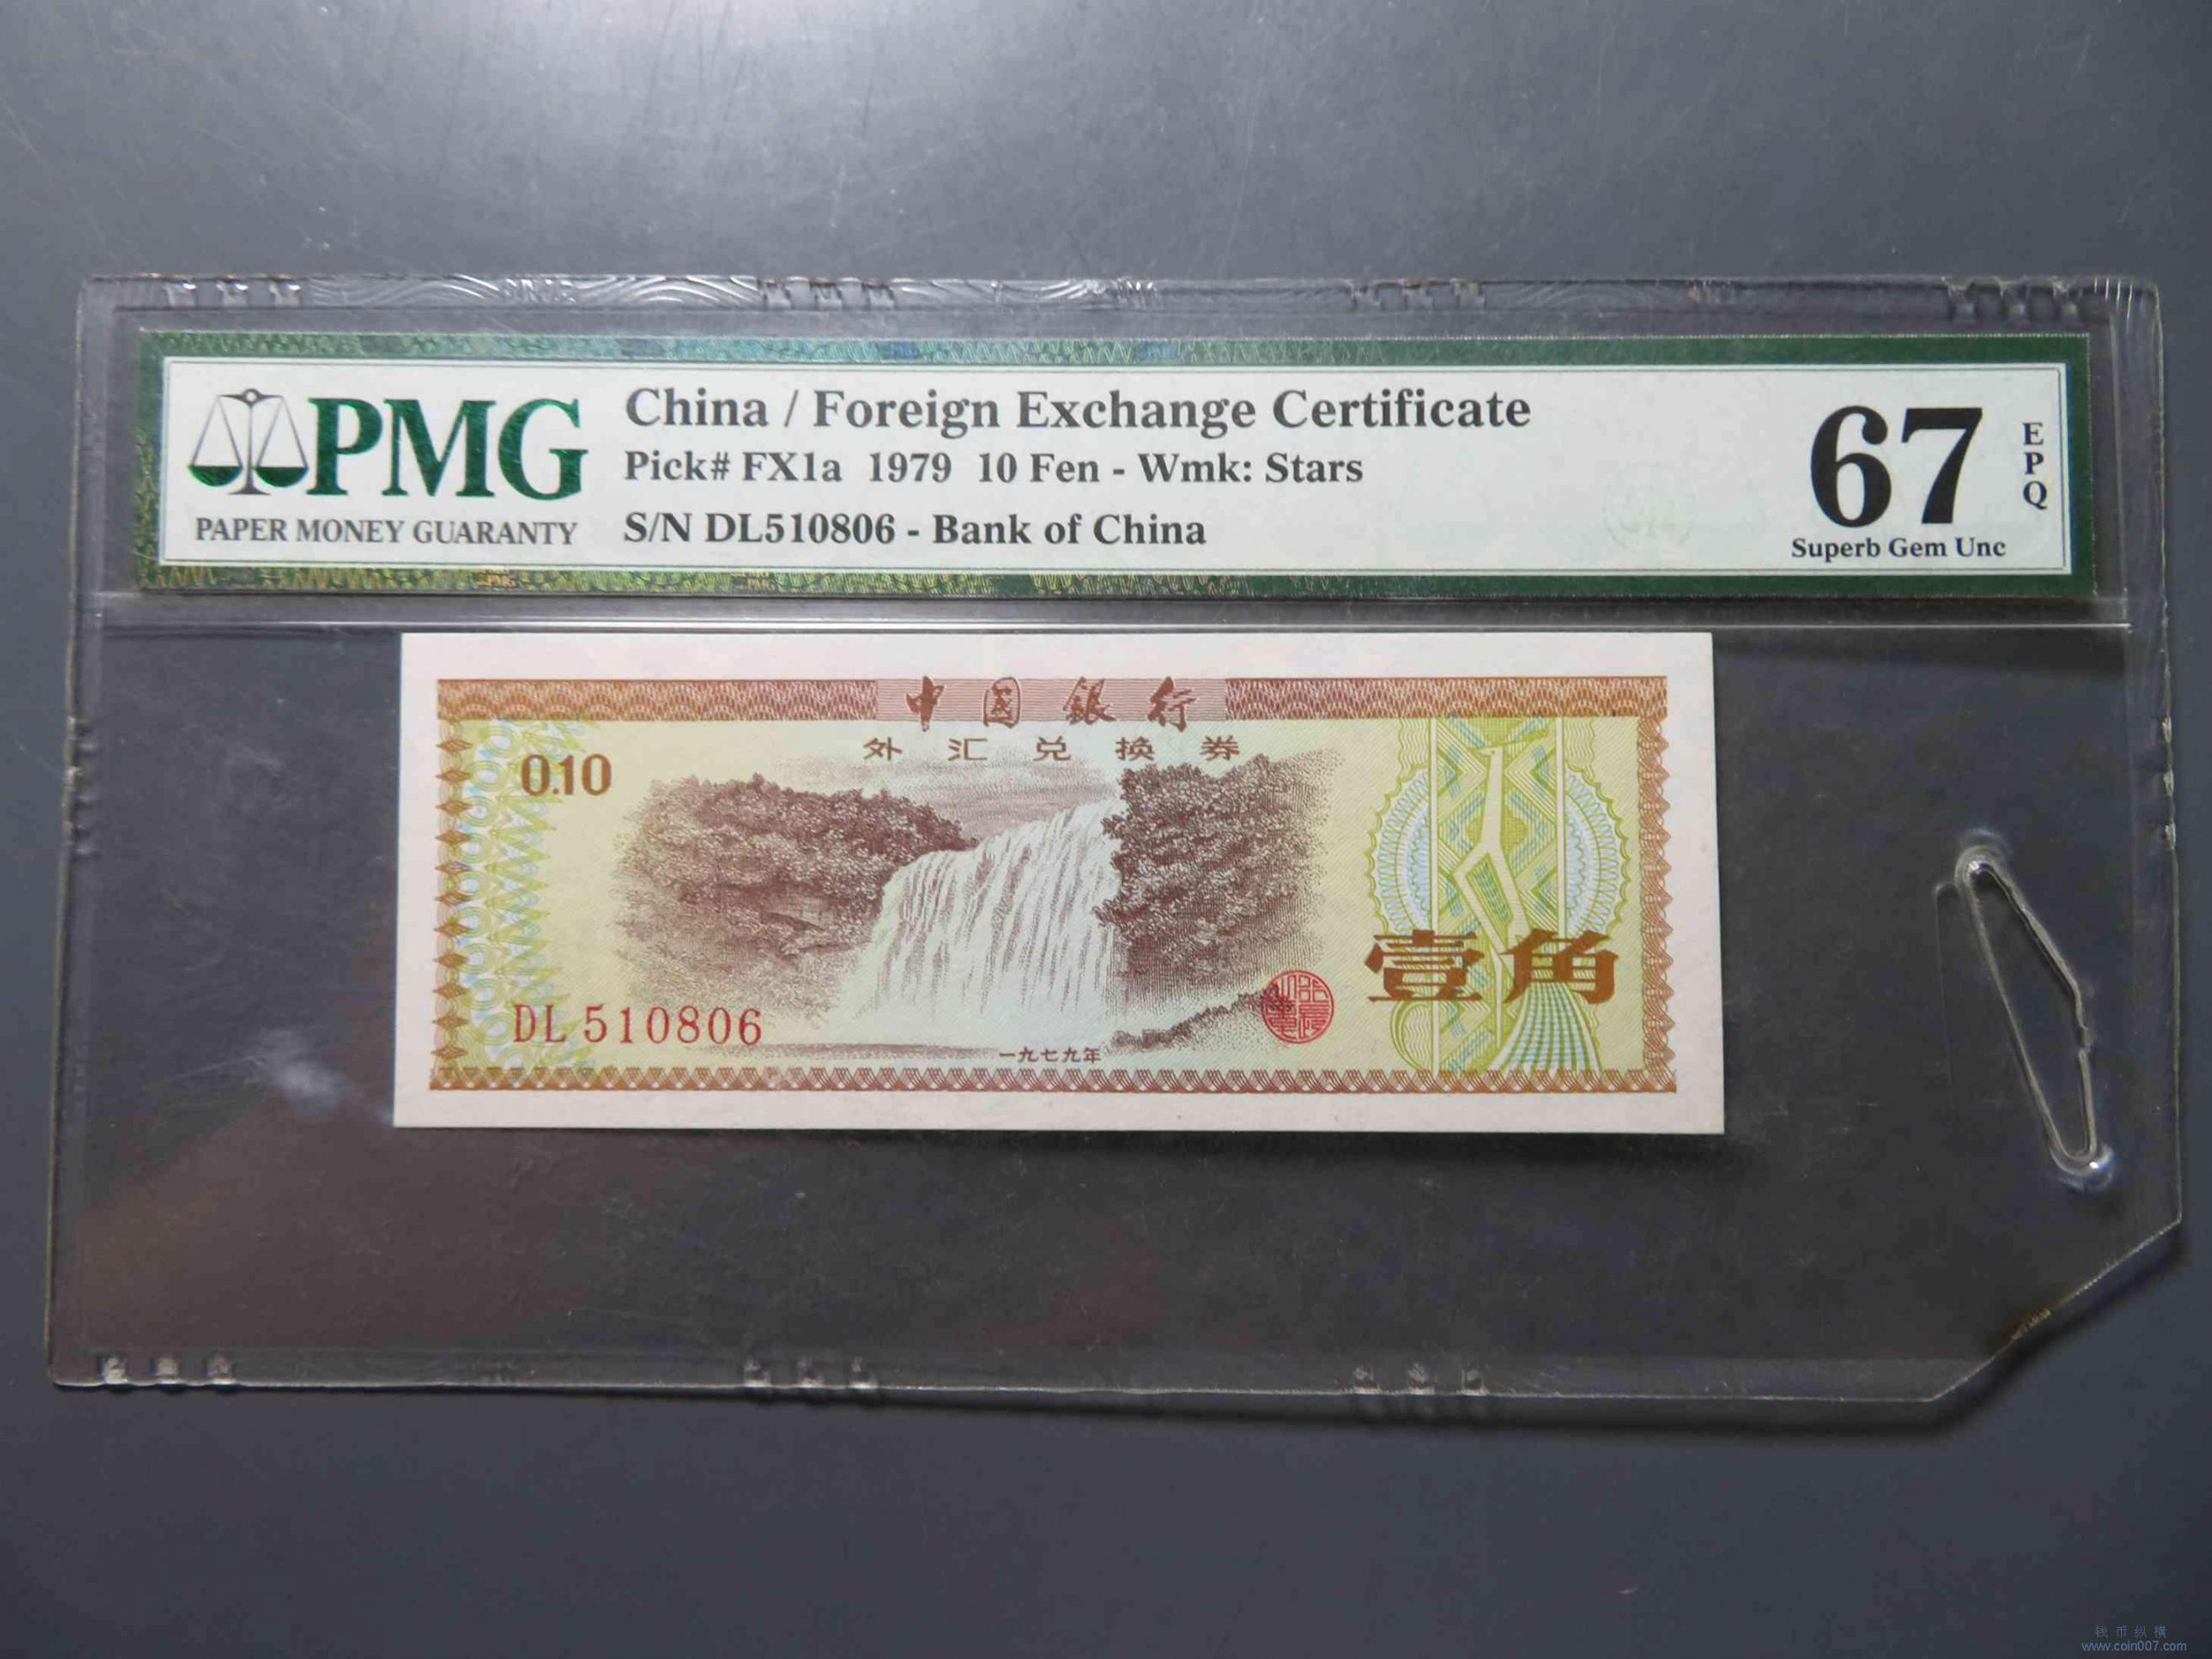 PMG
PAPER MONEY GUARANTY
China / Foreign Exchange Certificate
Pick# FX1a 1979 10 Fen - Wmk: Stars
S/N DL510806 - Bank of China
67
EPQ
Superb Gem Unc
中國銀行
外汇兑换券
0.10
壹角
DL 510806
一九七九年
钱币纵横
www.coin007.com